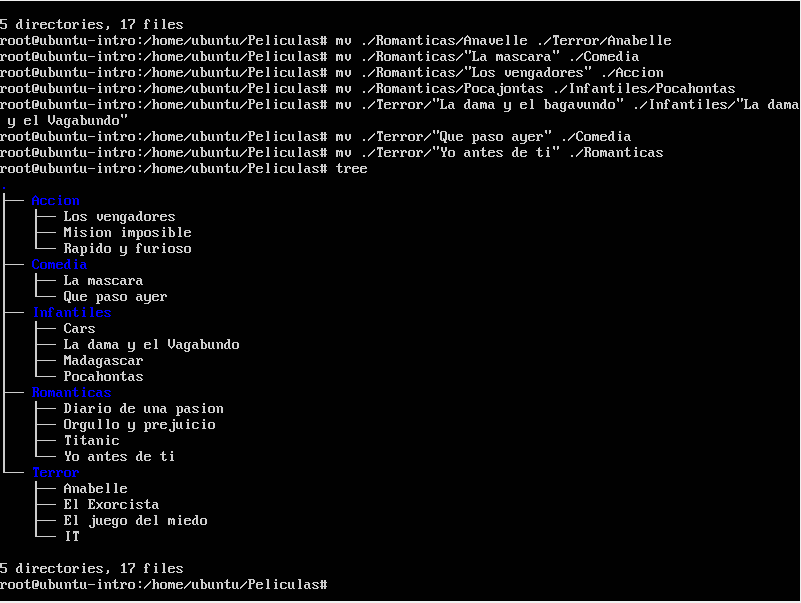 5 directories, 17 files
root@ubuntu-intro:/home/ubuntu/Peliculas# mv ./Romanticas/Anavelle ./Terror/Anabelle
root@ubuntu-intro:/home/ubuntu/Peliculas# mv ./Romanticas/"La mascara" ./Comedia
root@ubuntu-intro:/home/ubuntu/Peliculas# mv ./Romanticas/"Los vengadores" ./Accion
root@ubuntu-intro:/home/ubuntu/Peliculas# mv ./Romanticas/Pocajontas ./Infantiles/Pocahontas
root@ubuntu-intro:/home/ubuntu/Peliculas# mv ./Terror/"La dama y el bagavundo" ./Infantiles/"La dama
 y el Vagabundo"
root@ubuntu-intro:/home/ubuntu/Peliculas# mv ./Terror/"Que paso ayer" ./Comedia
root@ubuntu-intro:/home/ubuntu/Peliculas# mv ./Terror/"Yo antes de ti" ./Romanticas
root@ubuntu-intro:/home/ubuntu/Peliculas# tree
.
├── Accion
│   ├── Los vengadores
│   ├── Mision imposible
│   └── Rapido y furioso
├── Comedia
│   ├── La mascara
│   └── Que paso ayer
├── Infantiles
│   ├── Cars
│   ├── La dama y el Vagabundo
│   ├── Madagascar
│   └── Pocahontas
├── Romanticas
│   ├── Diario de una pasion
│   ├── Orgullo y prejuicio
│   ├── Titanic
│   └── Yo antes de ti
└── Terror
    ├── Anabelle
    ├── El Exorcista
    ├── El juego del miedo
    └── IT
5 directories, 17 files
root@ubuntu-intro:/home/ubuntu/Peliculas#